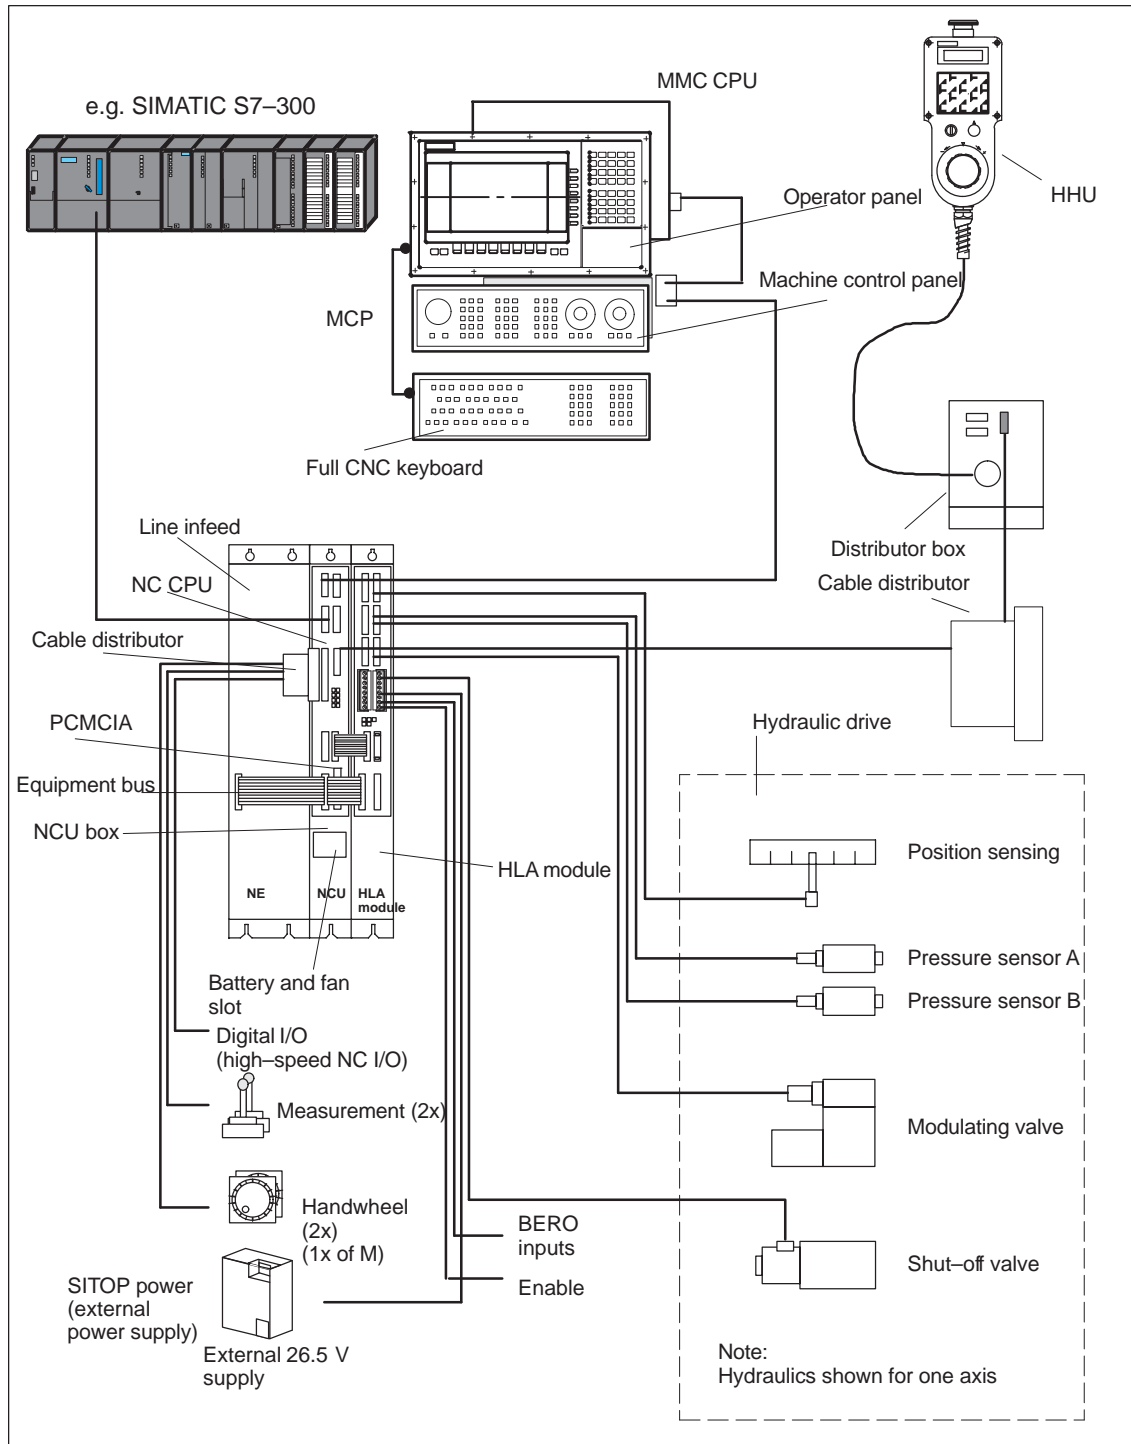 MMC CPU
e.g. SIMATIC S7–300
Operator panel
HHU
Machine control panel
MCP
Full CNC keyboard
Line infeed
Distributor box
NC CPU
Cable distributor
Cable distributor
PCMCIA
Hydraulic drive
Equipment bus
NCU box
Position sensing
HLA module
NE
NCU
HLA
module
Pressure sensor A
Battery and fan
slot
Pressure sensor B
Digital I/O
(high–speed NC I/O)
Measurement (2x)
Modulating valve
Handwheel
(2x)
(1x of M)
BERO
inputs
Shut–off valve
SITOP power
(external
power supply)
Enable
External 26.5 V
supply
Note:
Hydraulics shown for one axis